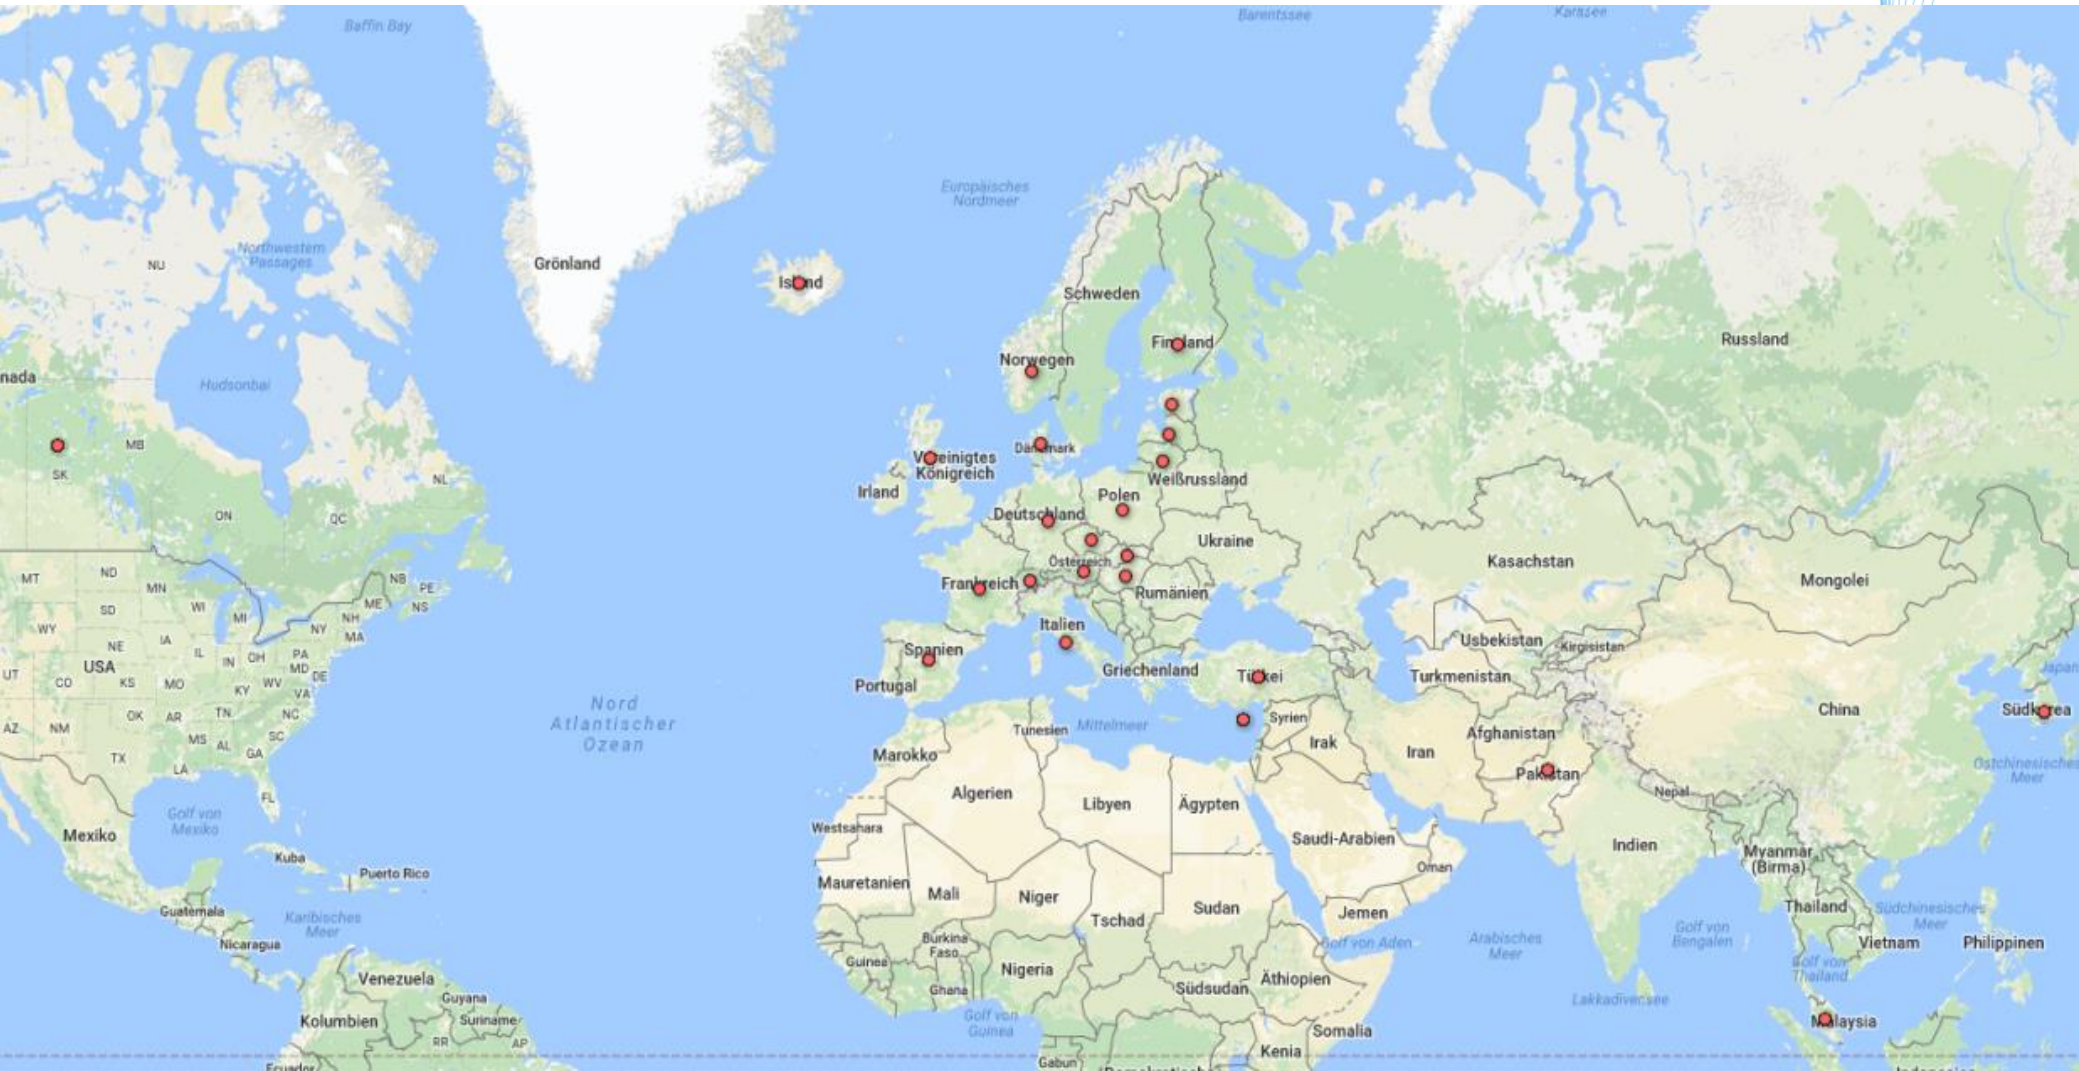 Baffin Bay
Barentssee
Karasee
Europäisches
Nordmeer
Northwestern
Passages
NU
Grönland
Schweden
Russland
Norwegen
nada
Hudsonbai
MB
SK
NL
ON
QC
Dänemark
Vereinigtes
Königreich
Irland
Weißrussland
Polen
Deutschland
Ukraine
Österreich
Frankreich
Rumänien
Kasachstan
Mongolei
MT
ND
MN
NB
PE
NS
SD
WI
MI
ME
NH
NY
MA
WY
NE
IA
IL
IN
OH
PA
MD
DE
USA
UT
CO
KS
MO
KY
WV
VA
AZ
NM
OK
AR
TN
NC
SC
MS
AL
GA
TX
LA
FL
Italien
Spanien
Portugal
Griechenland
Türkei
Usbekistan
Kirgisistan
Turkmenistan
Japan
China
Südkorea
Nord
Atlantischer
Ozean
Tunesien
Mittelmeer
Syrien
Irak
Iran
Afghanistan
Pakistan
Marokko
Ostchinesisches
Meer
Nepal
Algerien
Libyen
Ägypten
Westsahara
Saudi-Arabien
Oman
Indien
Myanmar
(Birma)
Golf von
Mexiko
Mexiko
Kuba
Puerto Rico
Mauretanien
Mali
Niger
Tschad
Sudan
Jemen
Thailand
Südchinesisches
Meer
Guatemala
Karibisches
Meer
Nicaragua
Burkina
Faso
Golf von Aden
Arabisches
Meer
Golf von
Bengalen
Vietnam
Philippinen
Guinea
Nigeria
Äthiopien
Golf von
Thailand
Venezuela
Guyana
Ghana
Südsudan
Lakkadivensee
Kolumbien
Suriname
Golf von
Guinea
Somalia
Malaysia
RR
AP
Kenia
Gabun
Ecuador